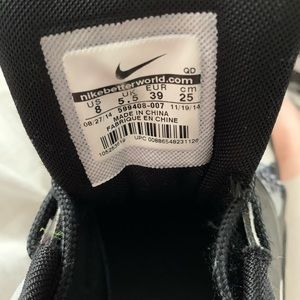 QD
nikebetterworld.com
US UK EUR cm
8 5.5 39 25
08/27/14 599408-007 11/19/14
MADE IN CHINA
FABRIQUE EN CHINE
UPC 00886548231126